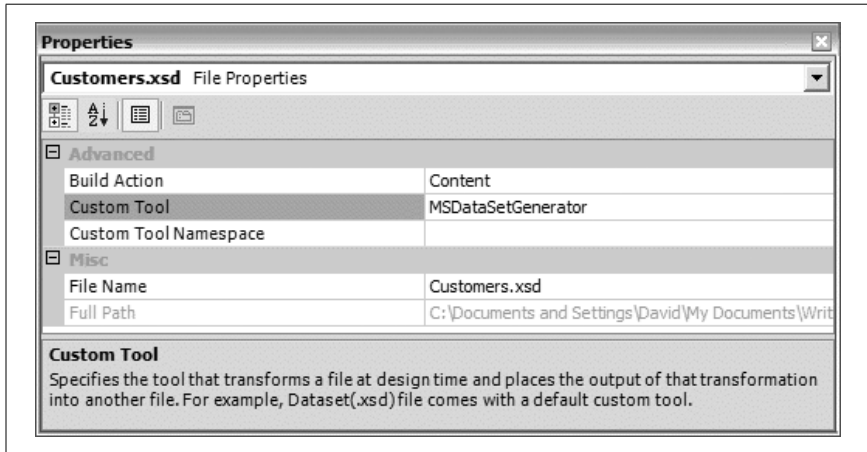 Properties
Customers.xsd File Properties
Advanced
Build Action Content
Custom Tool MSDataSetGenerator
Custom Tool Namespace
Misc
File Name Customers.xsd
Full Path C:\Documents and Settings\David\My Documents\Writ
Custom Tool
Specifies the tool that transforms a file at design time and places the output of that transformation
into another file. For example, Dataset(.xsd) file comes with a default custom tool.